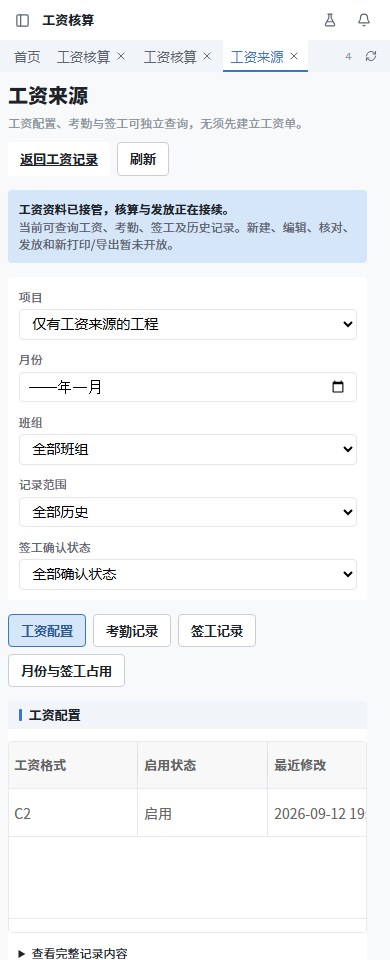 工资核算
首页 工资核算 × 工资核算 × 工资来源 × 4
工资来源
工资配置、考勤与签工可独立查询，无须先建立工资单。
返回工资记录 刷新
工资资料已接管，核算与发放正在接续。
当前可查询工资、考勤、签工及历史记录。新建、编辑、核对、
发放和新打印/导出暂未开放。
项目
仅有工资来源的工程
月份
----年--月
班组
全部班组
记录范围
全部历史
签工确认状态
全部确认状态
工资配置 考勤记录 签工记录
月份与签工占用
工资配置
工资格式 启用状态 最近修改
C2 启用 2026-09-12 19:
查看完整记录内容